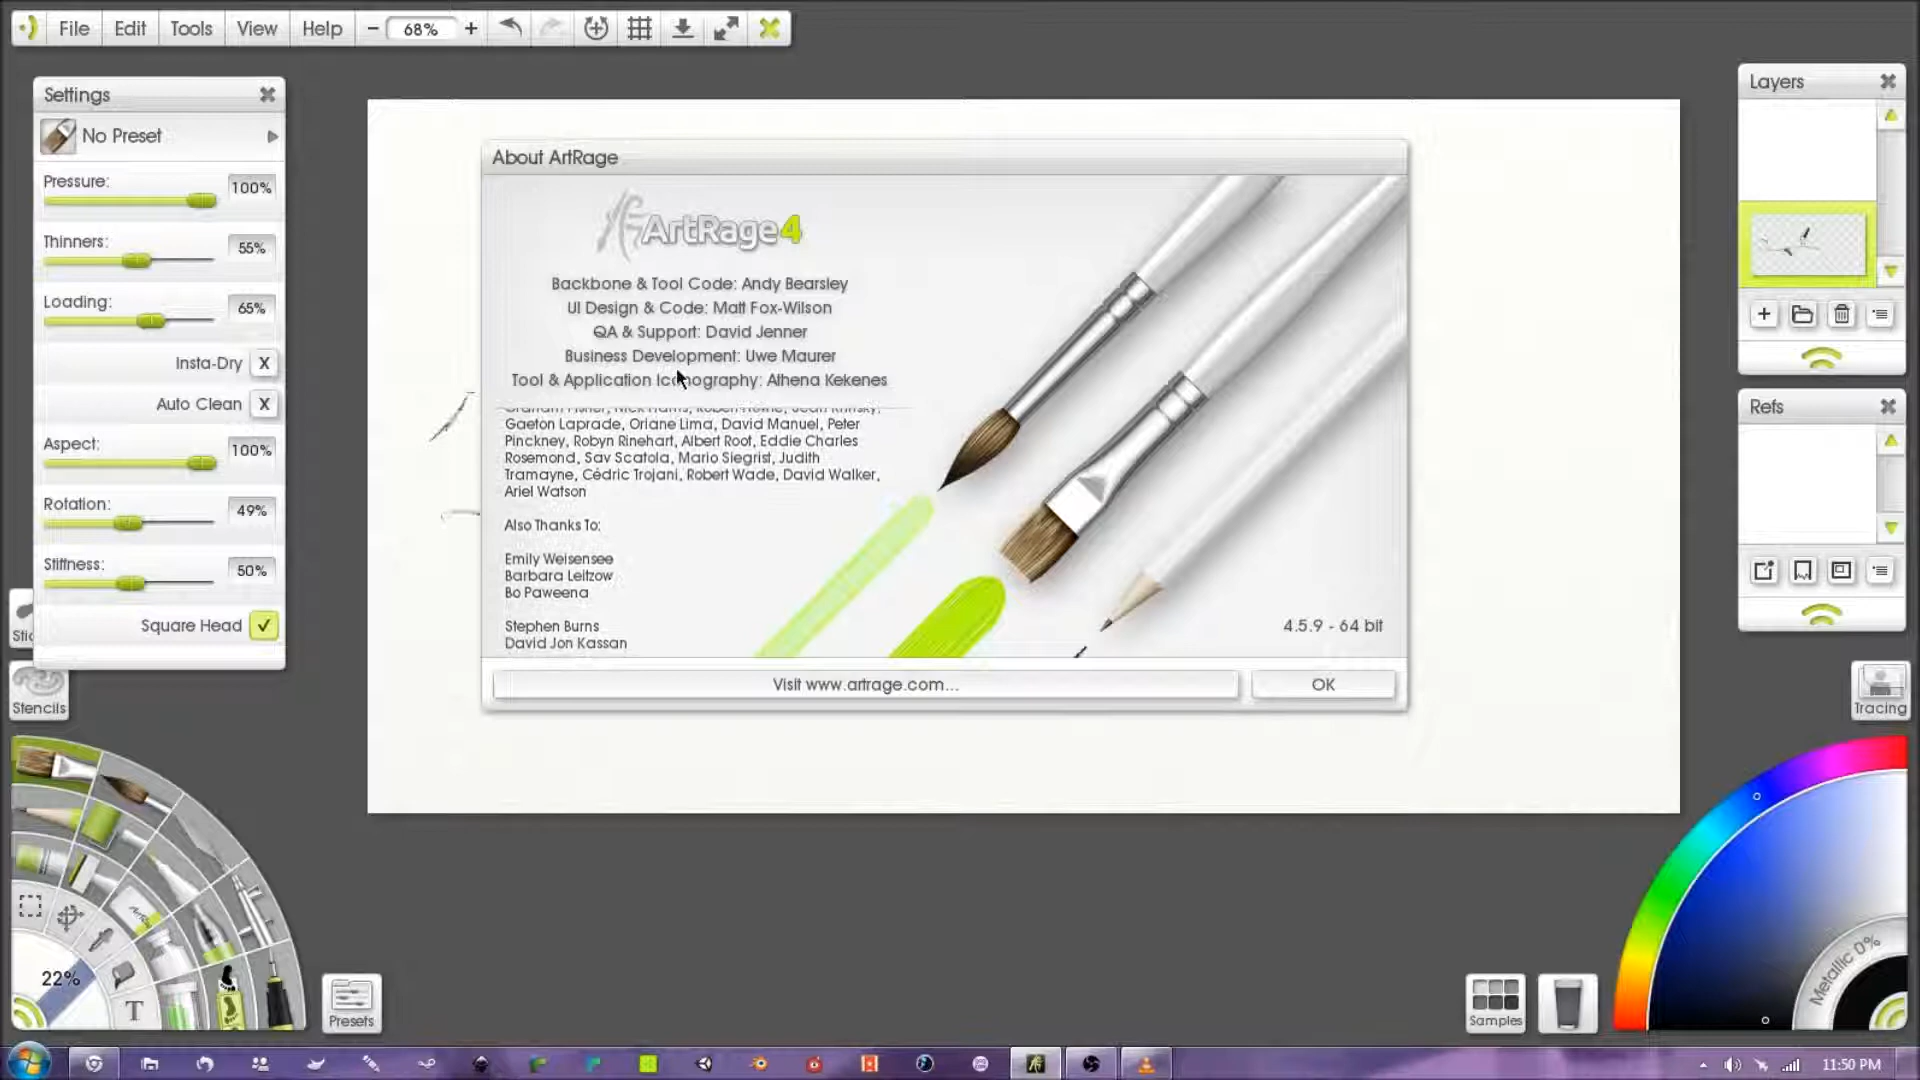 File Edit Tools View Help 68%
Settings
No Preset
Pressure: 100%
Thinners: 55%
Loading: 65%
Insta-Dry X
Auto Clean X
Aspect: 100%
Rotation: 49%
Stiffness: 50%
Square Head
Stencils
22%
T
Presets
About ArtRage
ArtRage4
Backbone & Tool Code: Andy Bearsley
UI Design & Code: Matt Fox-Wilson
QA & Support: David Jenner
Business Development: Uwe Maurer
Tool & Application Iconography: Athena Kekenes
Gaeton Laprade, Oriane Lima, David Manuel, Peter
Pinckney, Robyn Rinehart, Albert Root, Eddie Charles
Rosemond, Sav Scatola, Mario Siegrist, Judith
Tramayne, Cédric Trojani, Robert Wade, David Walker,
Ariel Watson
Also Thanks To:
Emily Weisensee
Barbara Leitzow
Bo Paweena
Stephen Burns
David Jon Kassan
4.5.9 - 64 bit
Visit www.artrage.com...
OK
Layers
Refs
Tracing
Metallic 0%
Samples
11:50 PM